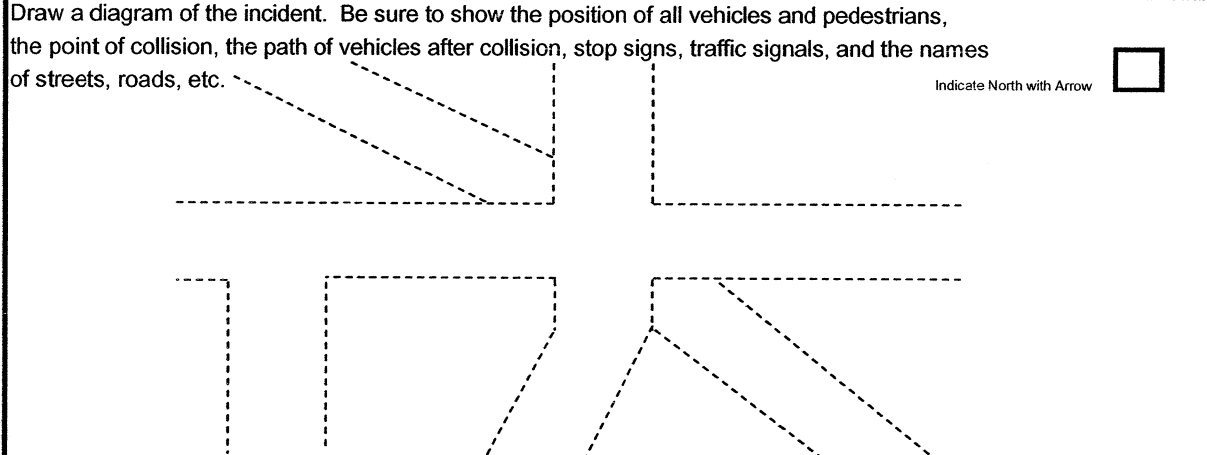 Draw a diagram of the incident. Be sure to show the position of all vehicles and pedestrians,
the point of collision, the path of vehicles after collision, stop signs, traffic signals, and the names
of streets, roads, etc.
Indicate North with Arrow